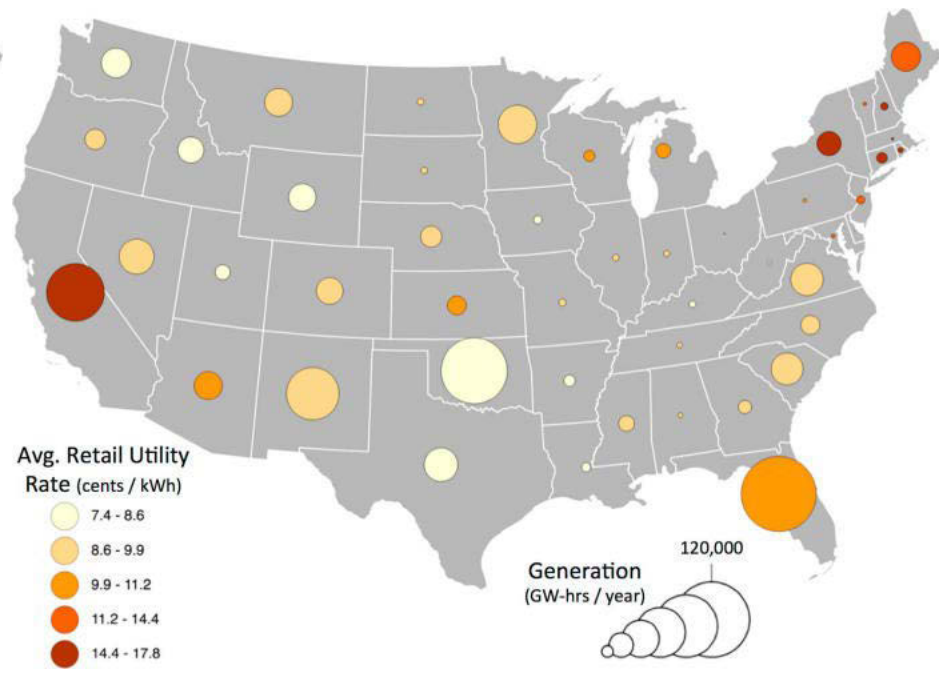 Avg. Retail Utility
Rate (cents / kWh)
7.4 - 8.6
8.6 - 9.9
9.9 - 11.2
11.2 - 14.4
14.4 - 17.8
120,000
Generation
(GW-hrs / year)